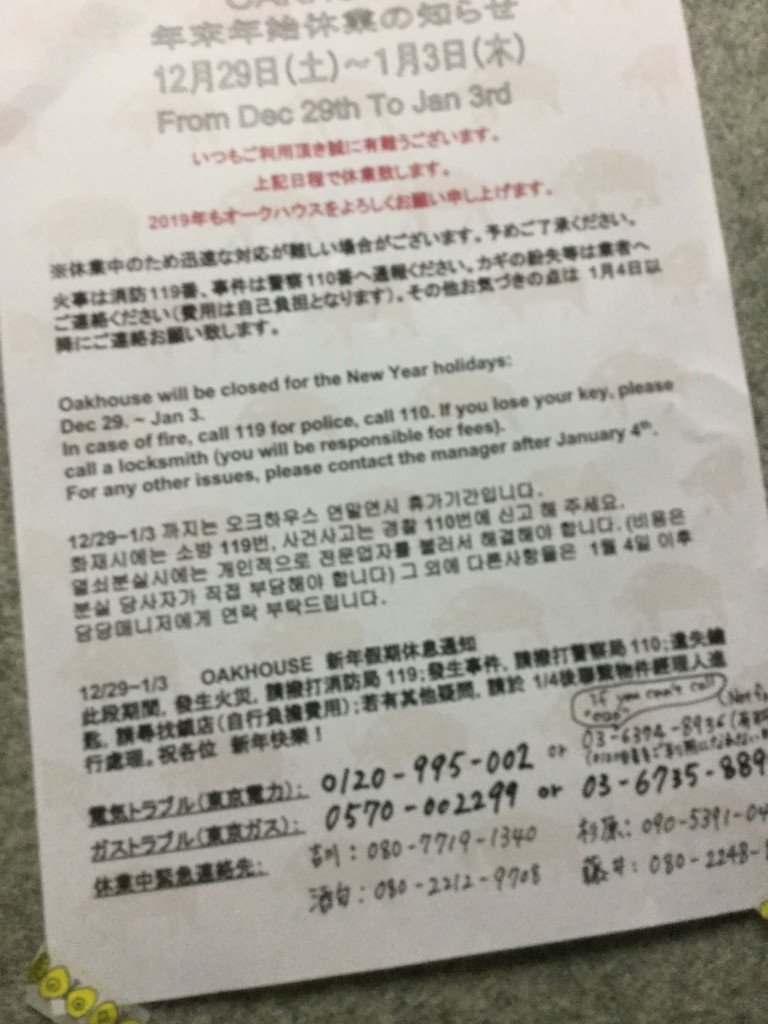 年末年始休業の知らせ
12月29日(土)~1月3日(木)
From Dec 29th To Jan 3rd
いつもご利用頂き誠に有難うございます。
上記日程で休業致します。
2019年もオークハウスをよろしくお願い申し上げます。
※休業中のため迅速な対応が難しい場合がございます。予めご了承ください。
火事は消防119番、事件は警察110番へ通報ください。カギの紛失等は業者へ
ご連絡ください(費用は自己負担となります)。その他お気づきの点は 1月4日以
降にご連絡お願い致します。
Oakhouse will be closed for the New Year holidays:
Dec 29. ~ Jan 3.
In case of fire, call 119 for police, call 110. If you lose your key, please
call a locksmith (you will be responsible for fees).
For any other issues, please contact the manager after January 4th.
12/29-1/3 까지는 오크하우스 연말연시 휴가기간입니다.
화재시에는 소방 119번, 사건사고는 경찰 110번에 신고 해 주세요.
열쇠분실시에는 개인적으로 전문업자를 불러서 해결해야 합니다. (비용은
분실 당사자가 직접 부담해야 합니다) 그 외에 다른사항들은 1월 4일 이후
담당매니저에게 연락 부탁드립니다.
12/29-1/3 OAKHOUSE 新年假期休息通知
此段期間, 發生火災, 請撥打消防局 119;發生事件、請撥打警察局 110;遺失鑰
匙, 請尋找鎖店(自行負擔費用);若有其他疑問, 請於 1/4後聯繫物件經理人進
行處理。祝各位 新年快樂!
If you can't call
03-6374-8936
電気トラブル(東京電力): 0120-995-002 or
ガストラブル(東京ガス): 0570-002299 or 03-6735-889
休業中緊急連絡先: 吉川: 080-7719-1340 杉原: 090-5391-04
酒匂: 080-2212-9708 藤井: 080-2248-8